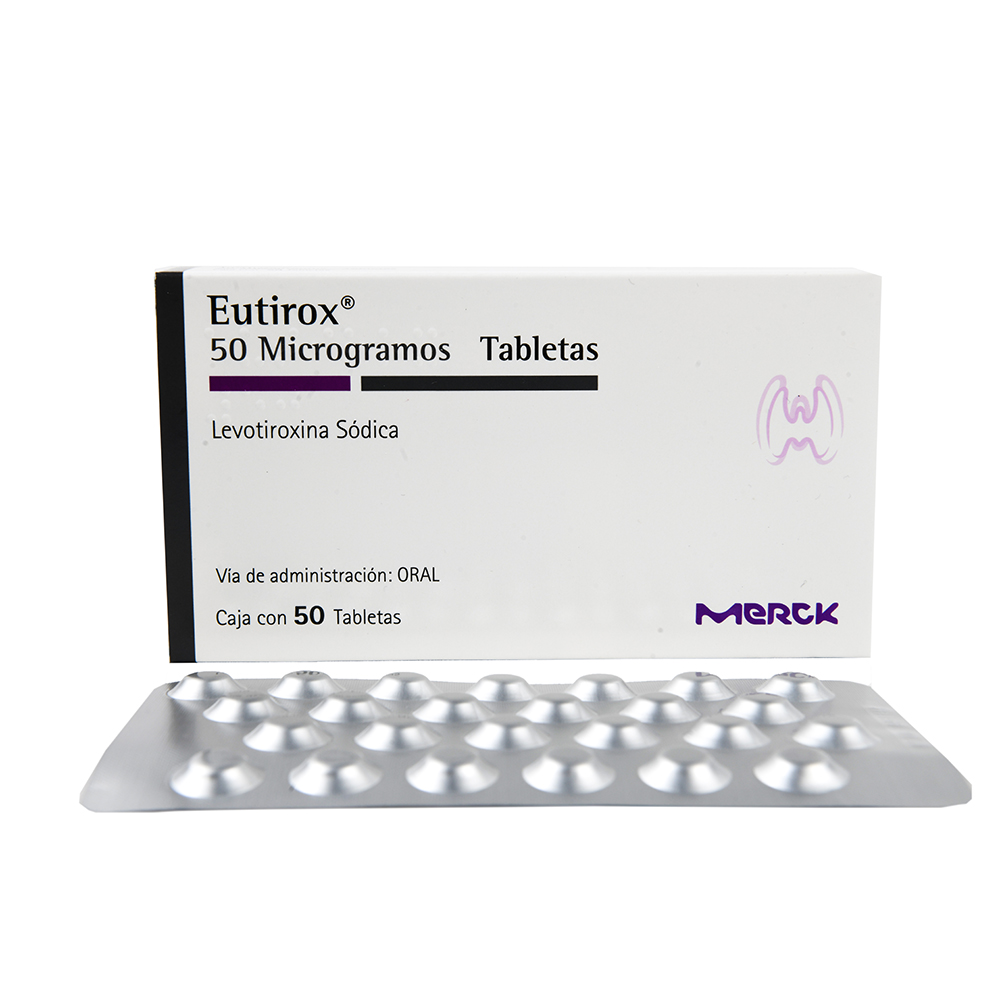 Eutirox®
50 Microgramos Tabletas
Levotiroxina Sódica
Vía de administración: ORAL
Caja con 50 Tabletas
MERCK